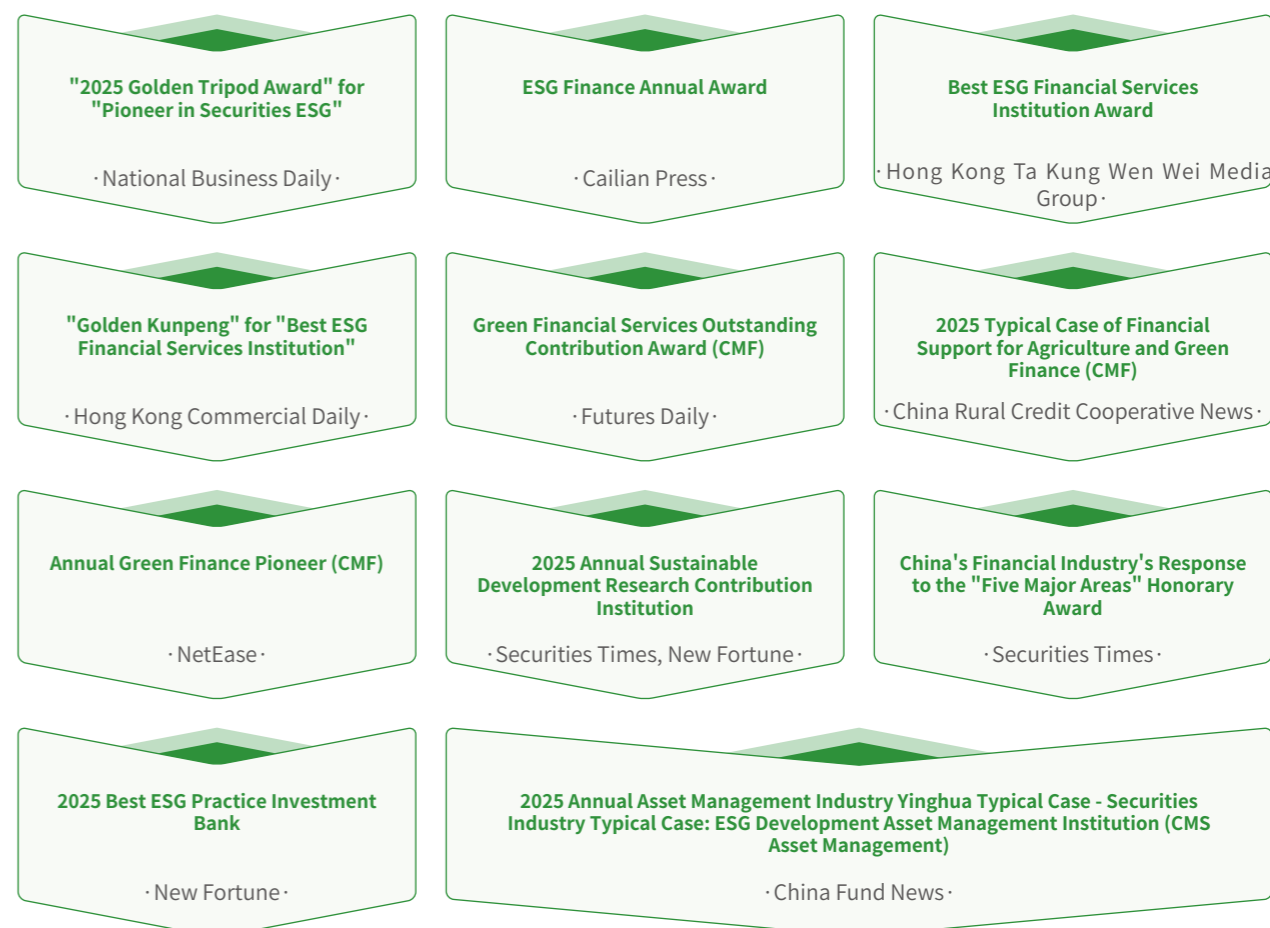 "2025 Golden Tripod Award" for
"Pioneer in Securities ESG"
· National Business Daily ·
ESG Finance Annual Award
· Cailian Press ·
Best ESG Financial Services
Institution Award
· Hong Kong Ta Kung Wen Wei Media
Group ·
"Golden Kunpeng" for "Best ESG
Financial Services Institution"
· Hong Kong Commercial Daily ·
Green Financial Services Outstanding
Contribution Award (CMF)
· Futures Daily ·
2025 Typical Case of Financial
Support for Agriculture and Green
Finance (CMF)
· China Rural Credit Cooperative News ·
Annual Green Finance Pioneer (CMF)
· NetEase ·
2025 Annual Sustainable
Development Research Contribution
Institution
· Securities Times, New Fortune ·
China's Financial Industry's Response
to the "Five Major Areas" Honorary
Award
· Securities Times ·
2025 Best ESG Practice Investment
Bank
· New Fortune ·
2025 Annual Asset Management Industry Yinghua Typical Case - Securities
Industry Typical Case: ESG Development Asset Management Institution (CMS
Asset Management)
· China Fund News ·